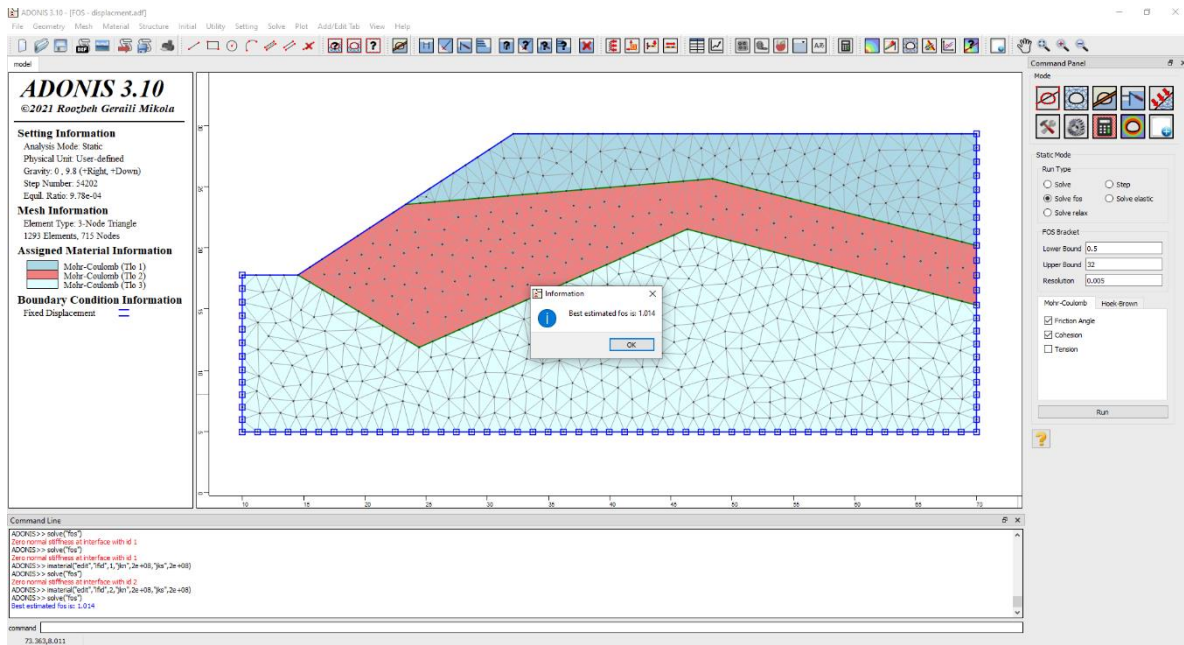 ADONIS 3.10 - [FOS - displacment.adf]
File Geometry Mesh Material Structure Initial Utility Setting Solve Plot Add/Edit Tab View Help
model
ADONIS 3.10
©2021 Roozbeh Geraili Mikola
Setting Information
Analysis Mode: Static
Physical Unit: User-defined
Gravity: 0 , 9.8 (+Right, +Down)
Step Number: 54202
Equil. Ratio: 9.78e-04
Mesh Information
Element Type: 3-Node Triangle
1293 Elements, 715 Nodes
Assigned Material Information
Mohr-Coulomb (Tlo 1)
Mohr-Coulomb (Tlo 2)
Mohr-Coulomb (Tlo 3)
Boundary Condition Information
Fixed Displacement
30
25
20
15
10
5
0
10 15 20 25 30 35 40 45 50 55 60 65 70
Information
Best estimated fos is: 1.014
OK
Command Panel
Mode
Static Mode
Run Type
Solve
Step
Solve fos
Solve elastic
Solve relax
FOS Bracket
Lower Bound 0.5
Upper Bound 32
Resolution 0.005
Mohr-Coulomb
Hoek-Brown
Friction Angle
Cohesion
Tension
Run
Command Line
ADONIS>> solve("fos")
Zero normal stiffness at interface with id 1
ADONIS>> solve("fos")
Zero normal stiffness at interface with id 1
ADONIS>> imaterial("edit","ifid",1,"jkn",2e+08,"jks",2e+08)
ADONIS>> solve("fos")
Zero normal stiffness at interface with id 2
ADONIS>> imaterial("edit","ifid",2,"jkn",2e+08,"jks",2e+08)
ADONIS>> solve("fos")
Best estimated fos is: 1.014
command
73.363,8.011